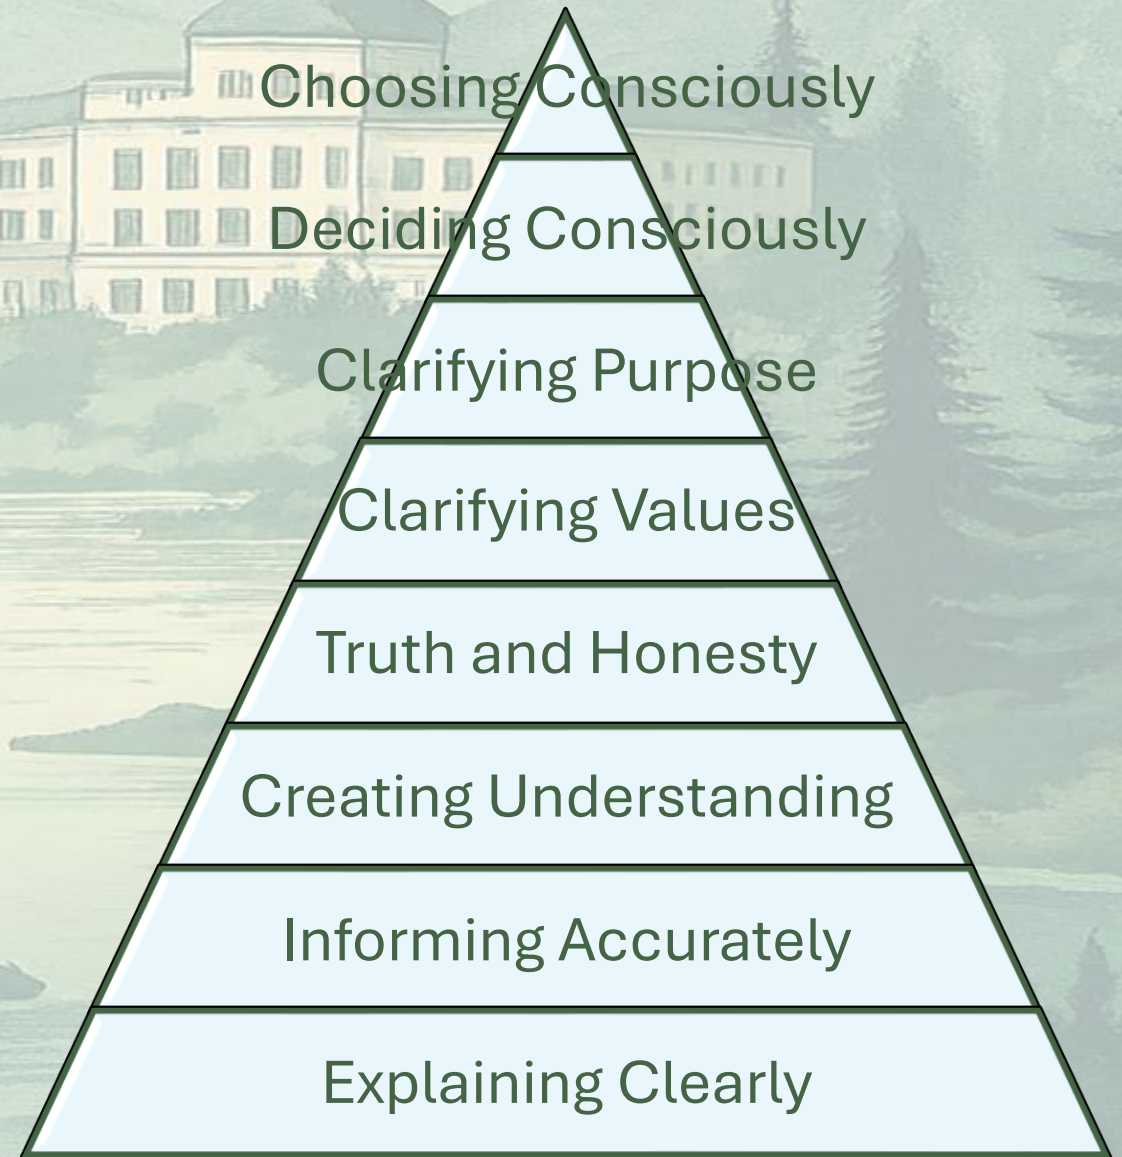 Choosing Consciously
Deciding Consciously
Clarifying Purpose
Clarifying Values
Truth and Honesty
Creating Understanding
Informing Accurately
Explaining Clearly